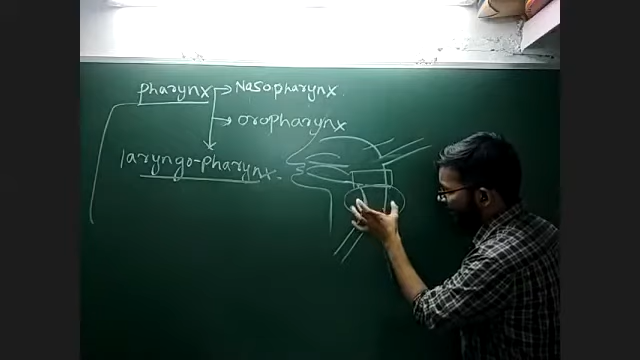 pharynx → Nasopharynx.
→ oropharynx
laryngo-pharynx.